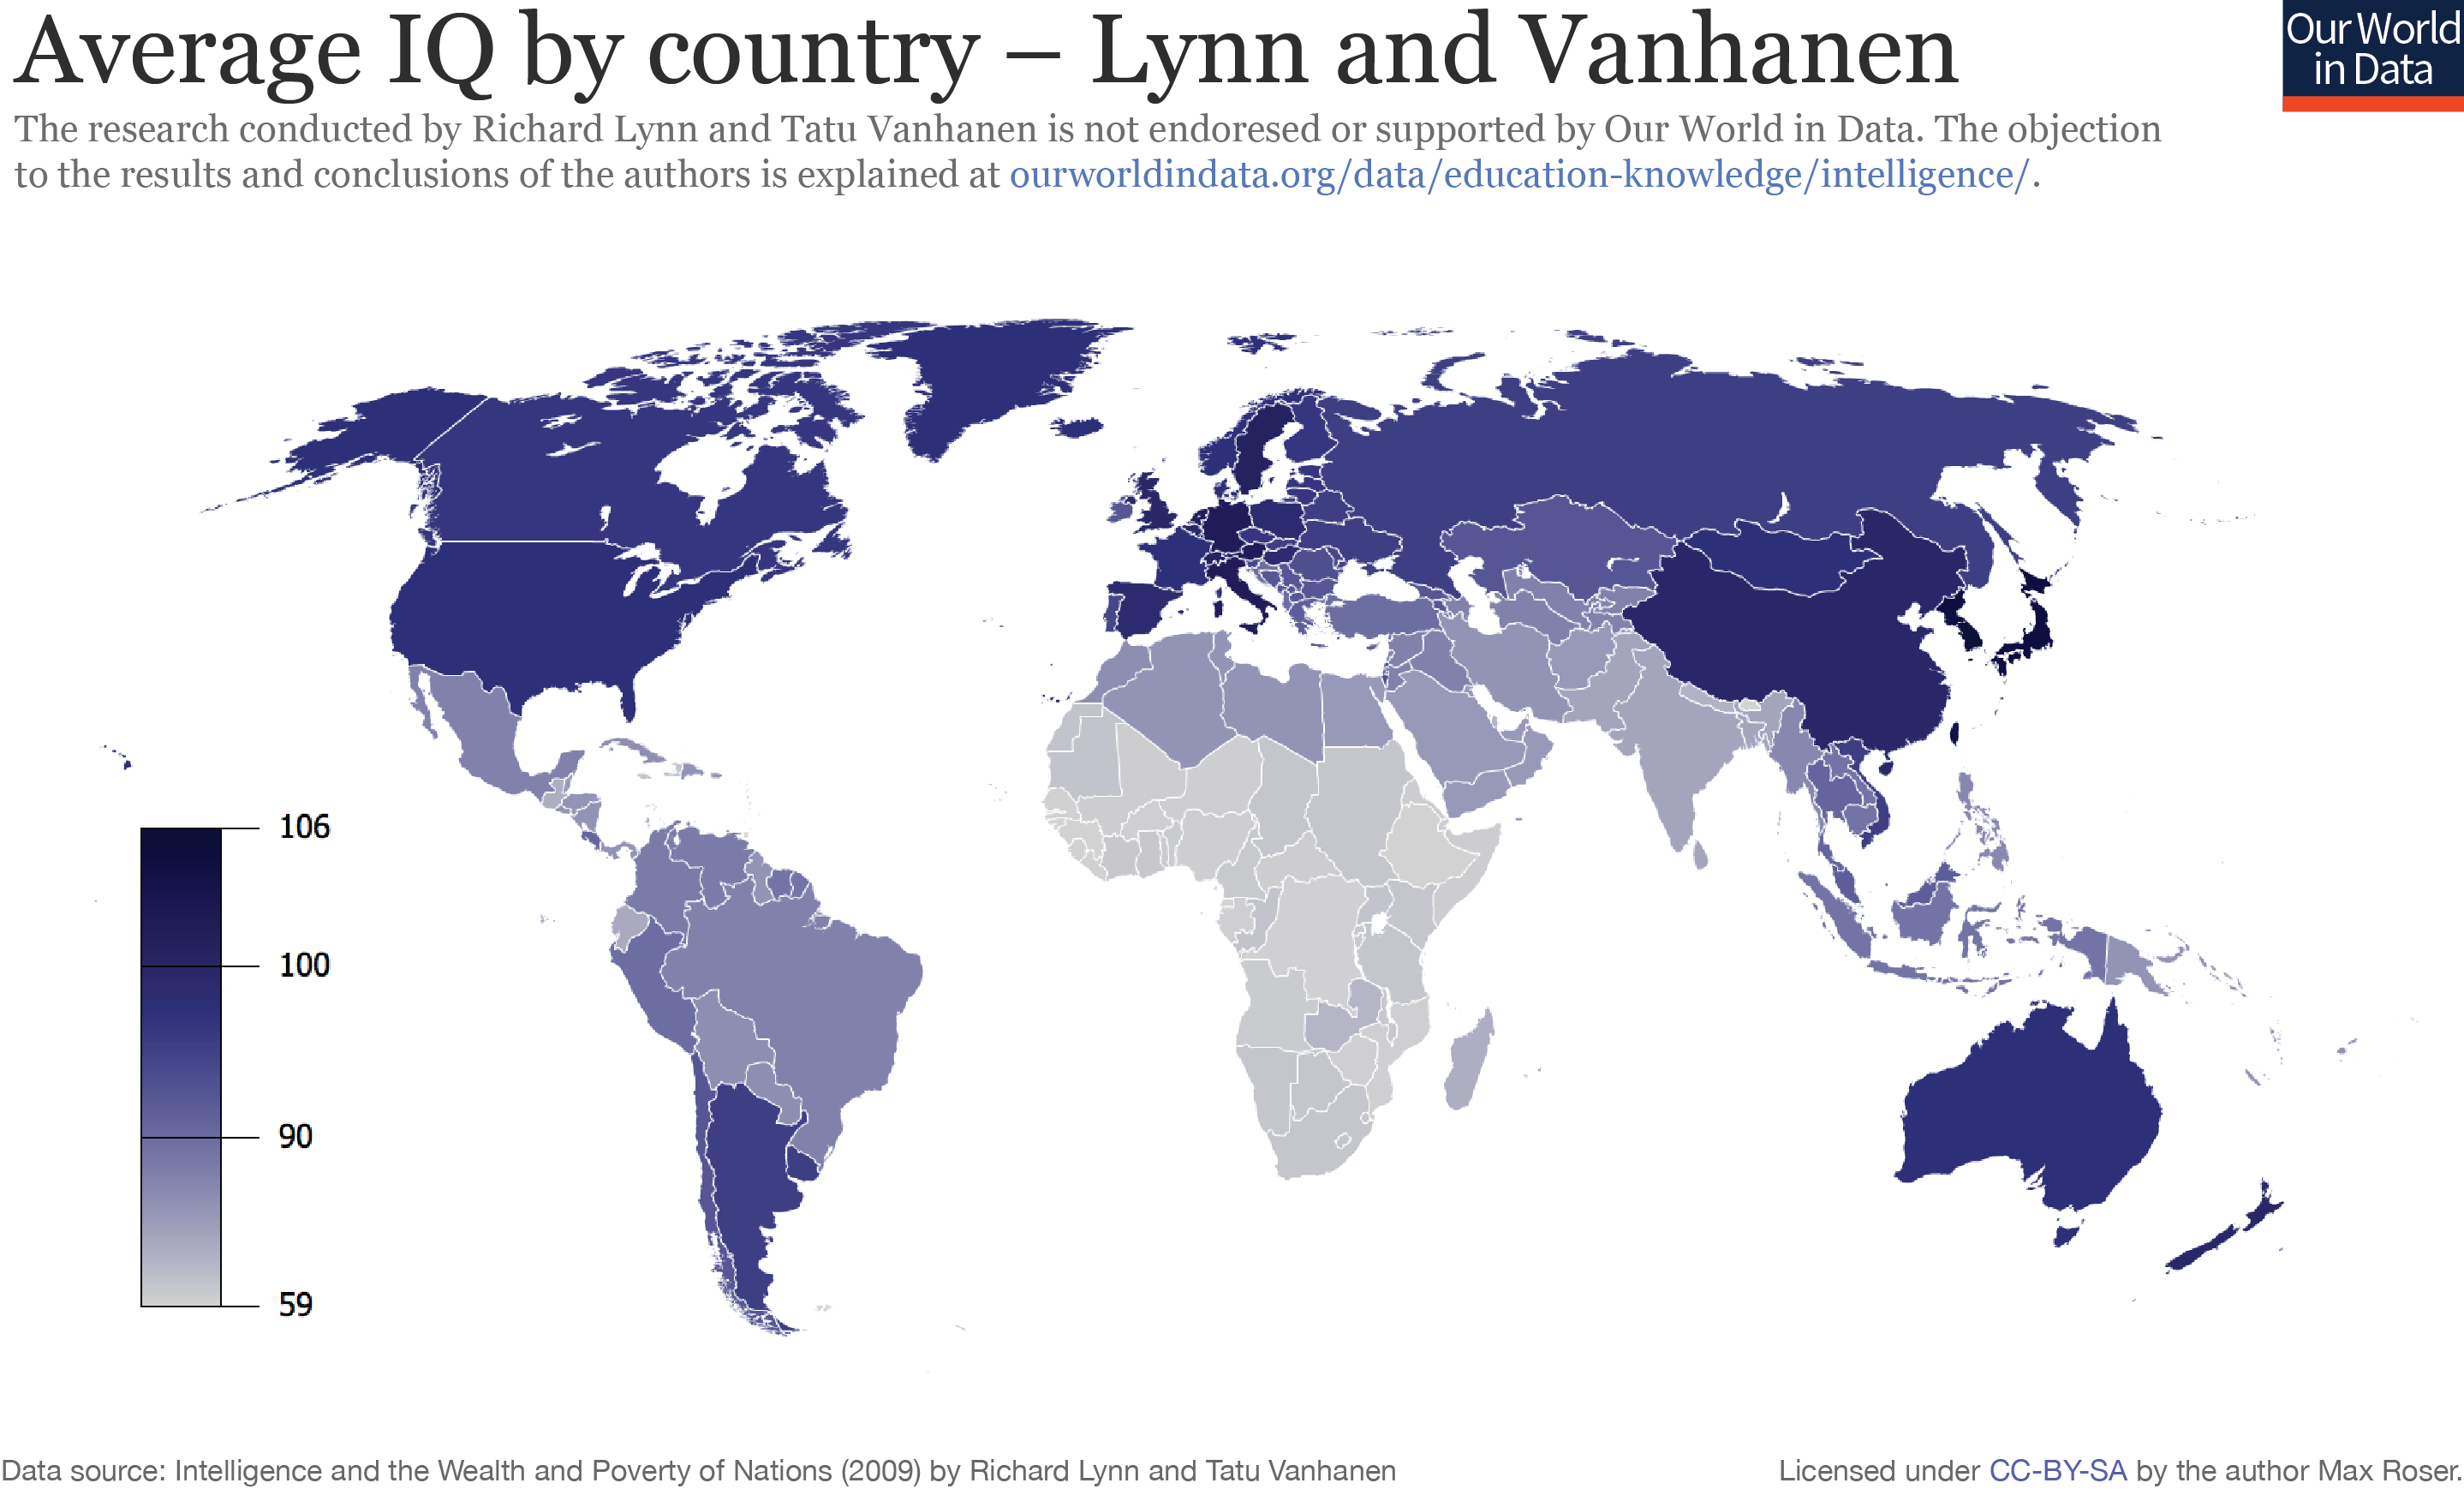 Average IQ by country – Lynn and Vanhanen
Our World
in Data
The research conducted by Richard Lynn and Tatu Vanhanen is not endoresed or supported by Our World in Data. The objection
to the results and conclusions of the authors is explained at ourworldindata.org/data/education-knowledge/intelligence/.
106
100
90
59
Data source: Intelligence and the Wealth and Poverty of Nations (2009) by Richard Lynn and Tatu Vanhanen
Licensed under CC-BY-SA by the author Max Roser.